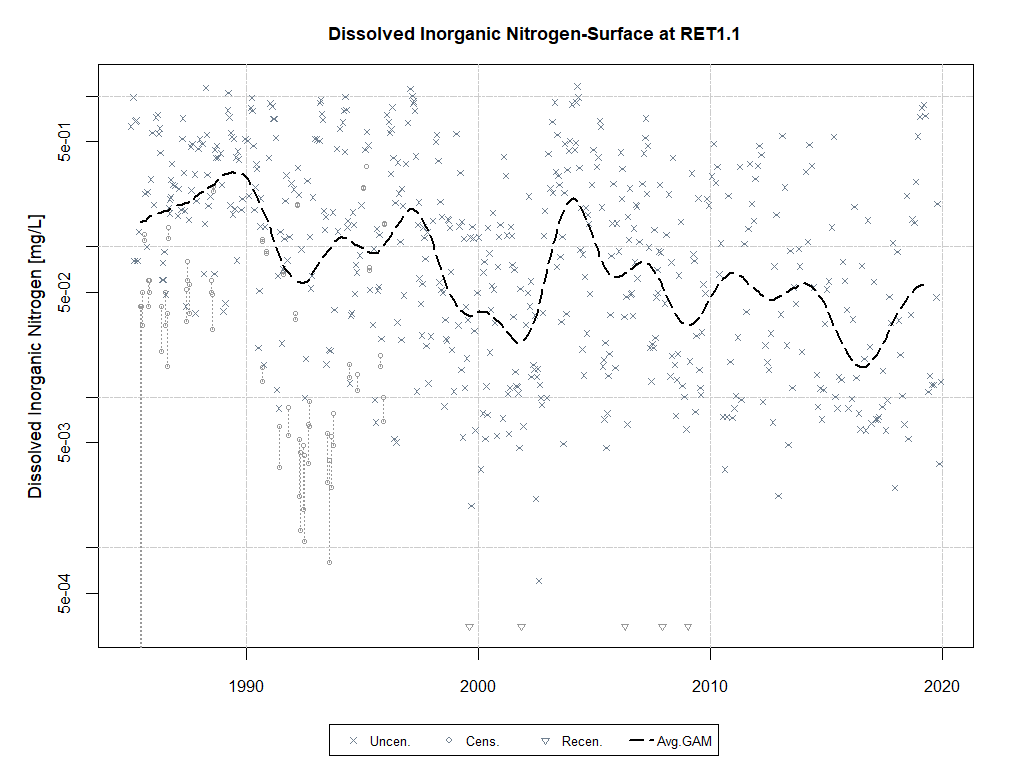 Dissolved Inorganic Nitrogen-Surface at RET1.1
Dissolved Inorganic Nitrogen [mg/L]
5e-01
5e-02
5e-03
5e-04
1990 2000 2010 2020
Uncen. Cens. Recen. Avg.GAM